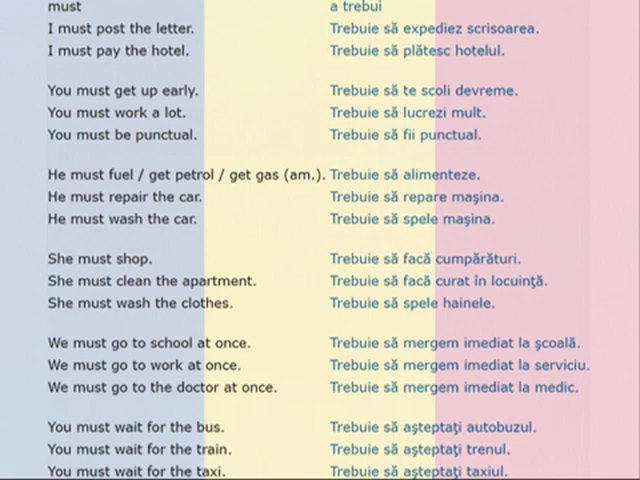 must a trebui
I must post the letter. Trebuie să expediez scrisoarea.
I must pay the hotel. Trebuie să plătesc hotelul.
You must get up early. Trebuie să te scoli devreme.
You must work a lot. Trebuie să lucrezi mult.
You must be punctual. Trebuie să fii punctual.
He must fuel / get petrol / get gas (am.). Trebuie să alimenteze.
He must repair the car. Trebuie să repare maşina.
He must wash the car. Trebuie să spele maşina.
She must shop. Trebuie să facă cumpărături.
She must clean the apartment. Trebuie să facă curat în locuinţă.
She must wash the clothes. Trebuie să spele hainele.
We must go to school at once. Trebuie să mergem imediat la şcoală.
We must go to work at once. Trebuie să mergem imediat la serviciu.
We must go to the doctor at once. Trebuie să mergem imediat la medic.
You must wait for the bus. Trebuie să aşteptaţi autobuzul.
You must wait for the train. Trebuie să aşteptaţi trenul.
You must wait for the taxi. Trebuie să aşteptaţi taxiul.